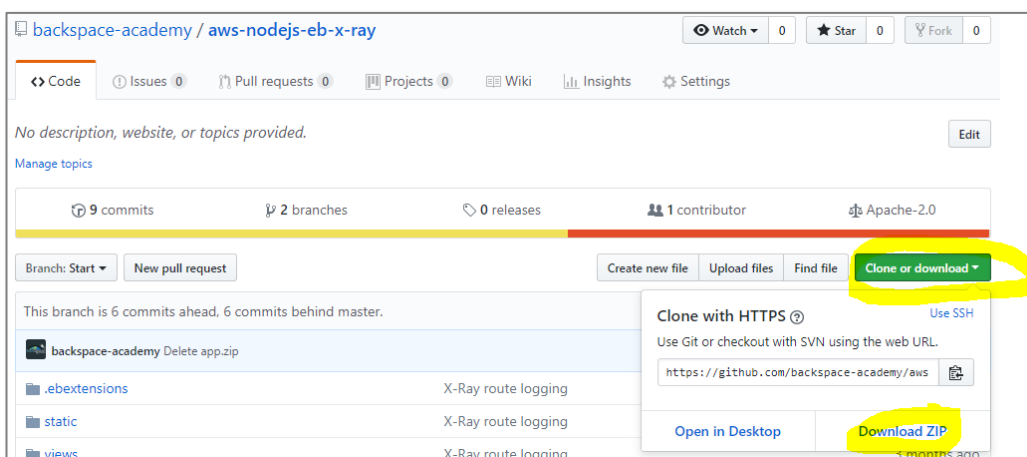 backspace-academy / aws-nodejs-eb-x-ray
Watch 0 Star 0 Fork 0
Code Issues 0 Pull requests 0 Projects 0 Wiki Insights Settings
No description, website, or topics provided. Edit
Manage topics
9 commits 2 branches 0 releases 1 contributor Apache-2.0
Branch: Start New pull request Create new file Upload files Find file Clone or download
This branch is 6 commits ahead, 6 commits behind master.
Clone with HTTPS Use SSH
Use Git or checkout with SVN using the web URL.
backspace-academy Delete app.zip
https://github.com/backspace-academy/aws
.ebextensions X-Ray route logging
static X-Ray route logging
Open in Desktop Download ZIP
views X-Ray route logging 3 months ago